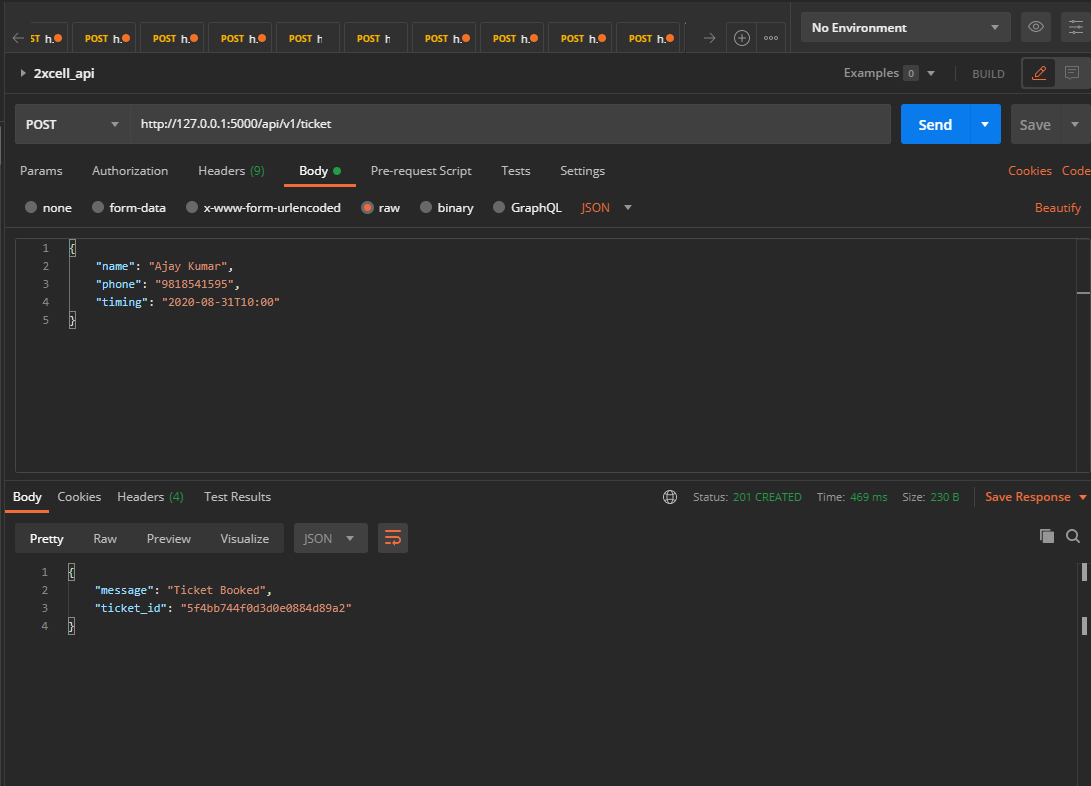 ST h. POST h. POST h. POST h. POST h POST h POST h. POST h. POST h. POST h. No Environment
2xcell_api Examples 0 BUILD
POST http://127.0.0.1:5000/api/v1/ticket Send Save
Params Authorization Headers (9) Body Pre-request Script Tests Settings Cookies Code
none form-data x-www-form-urlencoded raw binary GraphQL JSON Beautify
1 {
2 "name": "Ajay Kumar",
3 "phone": "9818541595",
4 "timing": "2020-08-31T10:00"
5 }
Body Cookies Headers (4) Test Results Status: 201 CREATED Time: 469 ms Size: 230 B Save Response
Pretty Raw Preview Visualize JSON
1 {
2 "message": "Ticket Booked",
3 "ticket_id": "5f4bb744f0d3d0e0884d89a2"
4 }